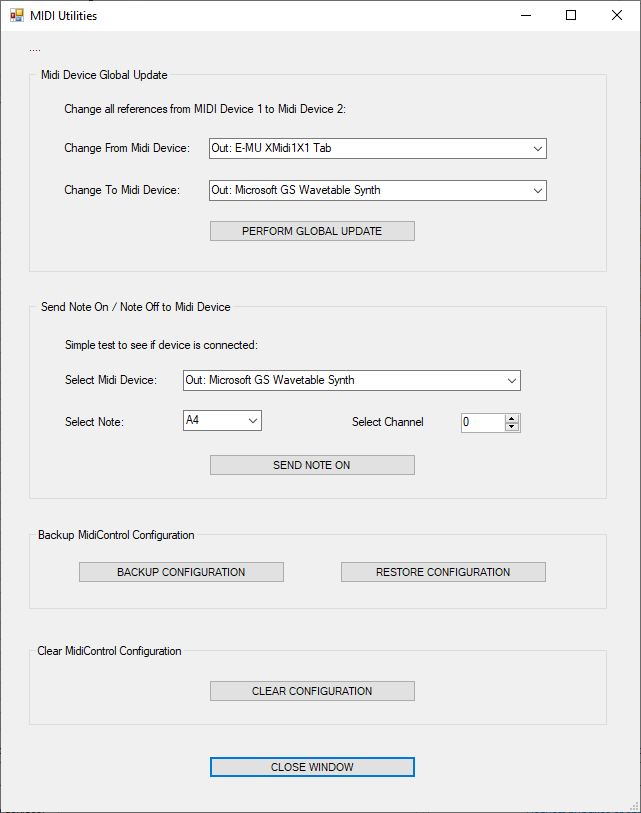 MIDI Utilities
....
Midi Device Global Update
Change all references from MIDI Device 1 to Midi Device 2:
Change From Midi Device: Out: E-MU XMidi1X1 Tab
Change To Midi Device: Out: Microsoft GS Wavetable Synth
PERFORM GLOBAL UPDATE
Send Note On / Note Off to Midi Device
Simple test to see if device is connected:
Select Midi Device: Out: Microsoft GS Wavetable Synth
Select Note: A4 Select Channel 0
SEND NOTE ON
Backup MidiControl Configuration
BACKUP CONFIGURATION RESTORE CONFIGURATION
Clear MidiControl Configuration
CLEAR CONFIGURATION
CLOSE WINDOW